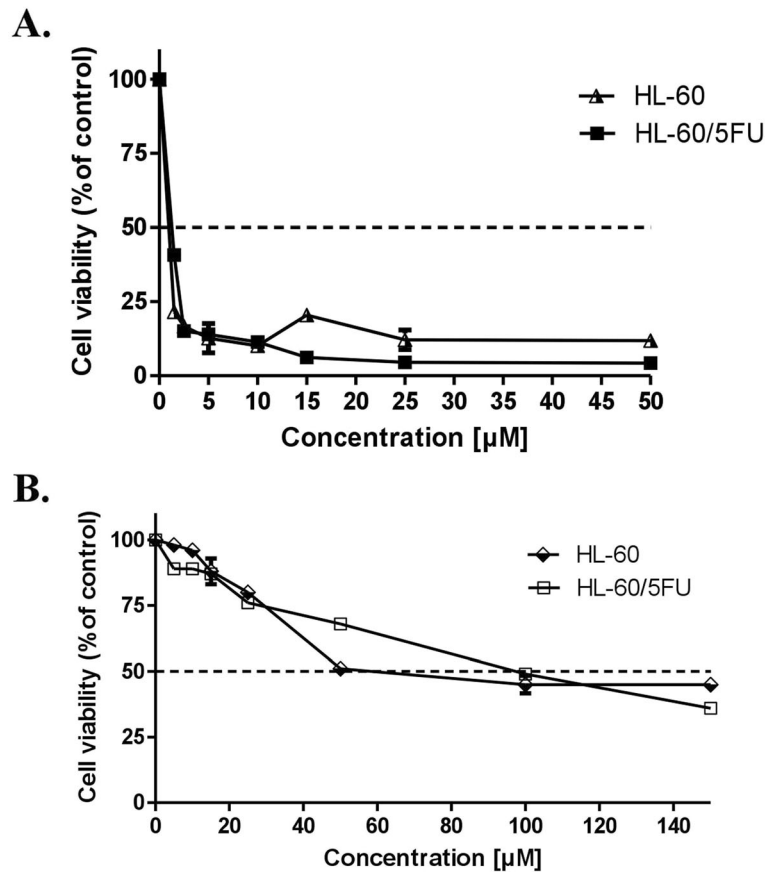 A.
Cell viability (%of control)
100
75
50
25
0
0 5 10 15 20 25 30 35 40 45 50
Concentration [µM]
HL-60
HL-60/5FU
B.
Cell viability (%of control)
100
75
50
25
0
0 20 40 60 80 100 120 140
Concentration [µM]
HL-60
HL-60/5FU